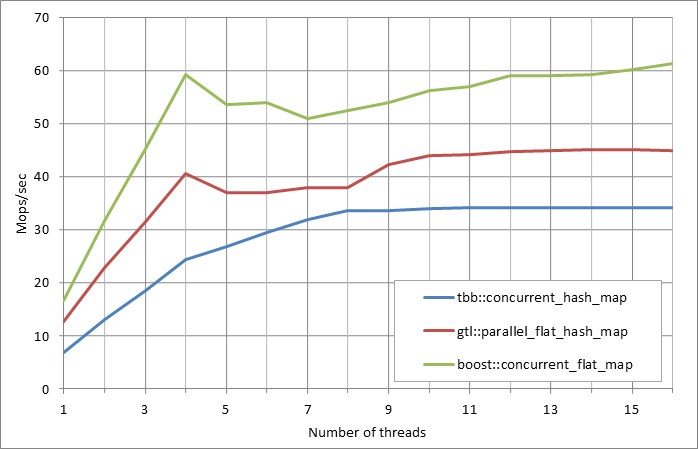 70
60
50
40
30
20
10
0
Mops/sec
tbb::concurrent_hash_map
gtl::parallel_flat_hash_map
boost::concurrent_flat_map
1 3 5 7 9 11 13 15
Number of threads